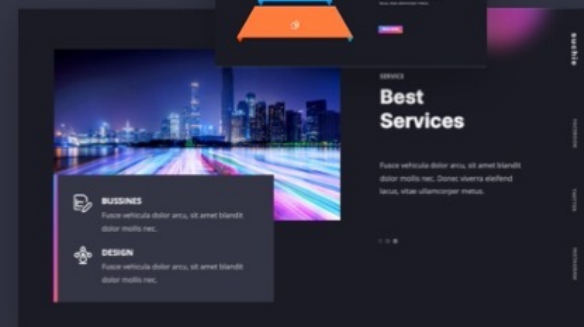 SERVICE
Best
Services
Fusce vehicula dolor arcu, sit amet blandit
dolor mollis nec. Donec viverra eleifend
lacus, vitae ullamcorper metus.
BUSSINES
Fusce vehicula dolor arcu, sit amet blandit
dolor mollis nec.
DESIGN
Fusce vehicula dolor arcu, sit amet blandit
dolor mollis nec.